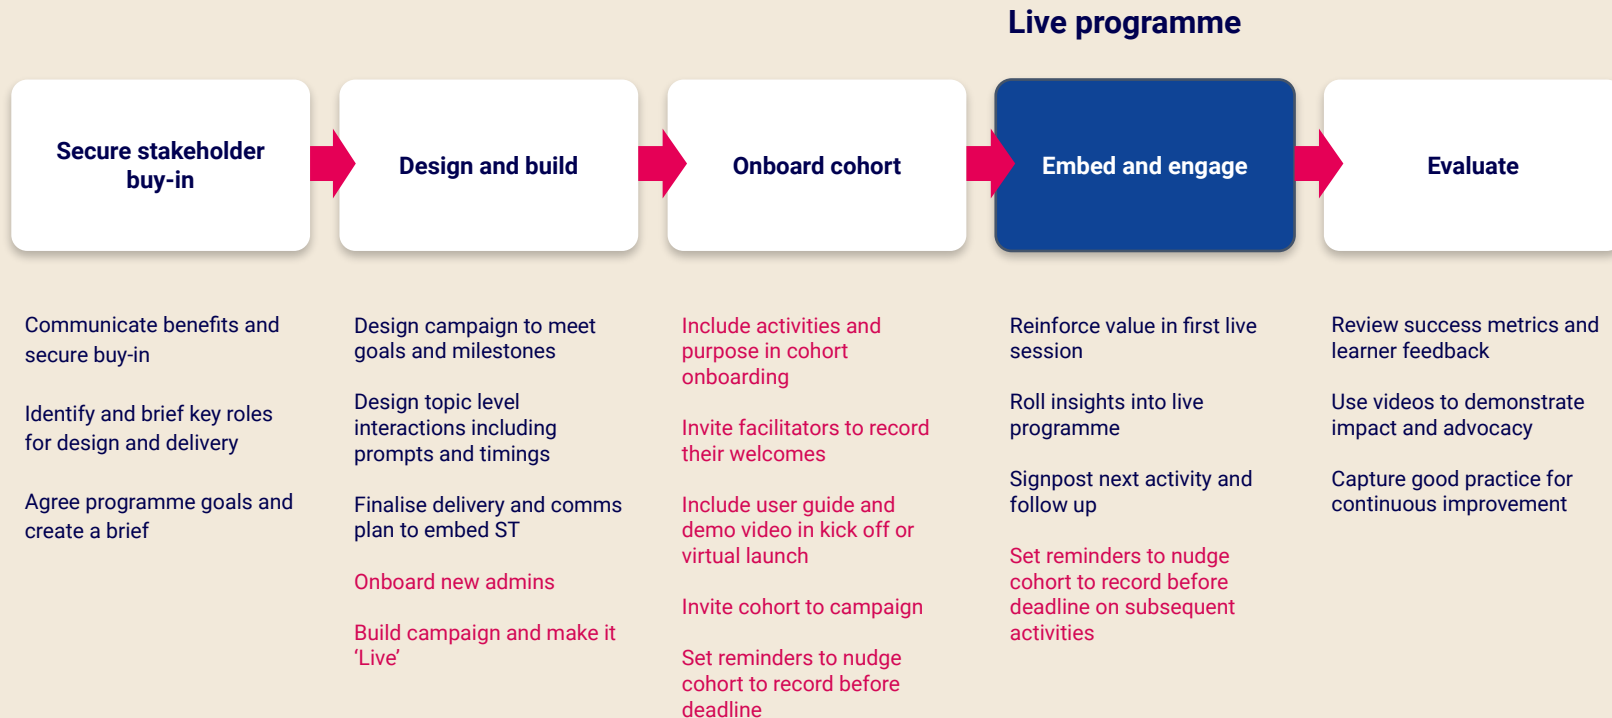 Live programme
Secure stakeholder
buy-in
Design and build
Onboard cohort
Embed and engage
Evaluate
Communicate benefits and
secure buy-in
Identify and brief key roles
for design and delivery
Agree programme goals and
create a brief
Design campaign to meet
goals and milestones
Design topic level
interactions including
prompts and timings
Finalise delivery and comms
plan to embed ST
Onboard new admins
Build campaign and make it
‘Live’
Include activities and
purpose in cohort
onboarding
Invite facilitators to record
their welcomes
Include user guide and
demo video in kick off or
virtual launch
Invite cohort to campaign
Set reminders to nudge
cohort to record before
deadline
Reinforce value in first live
session
Roll insights into live
programme
Signpost next activity and
follow up
Set reminders to nudge
cohort to record before
deadline on subsequent
activities
Review success metrics and
learner feedback
Use videos to demonstrate
impact and advocacy
Capture good practice for
continuous improvement